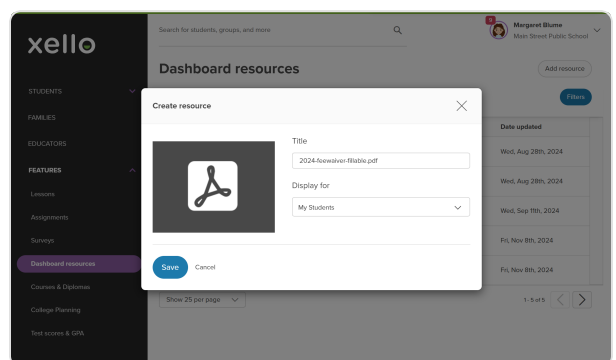 xello
Search for students, groups, and more
Margaret Blume
Main Street Public School
Dashboard resources
Add resource
Filters
STUDENTS
FAMILIES
EDUCATORS
FEATURES
Lessons
Assignments
Surveys
Dashboard resources
Courses & Diplomas
College Planning
Test scores & GPA
Create resource
Title
2024-feewaiver-fillable.pdf
Display for
My Students
Save
Cancel
Date updated
Wed, Aug 28th, 2024
Wed, Aug 28th, 2024
Wed, Sep 11th, 2024
Fri, Nov 8th, 2024
Fri, Nov 8th, 2024
Show 25 per page
1 - 5 of 5